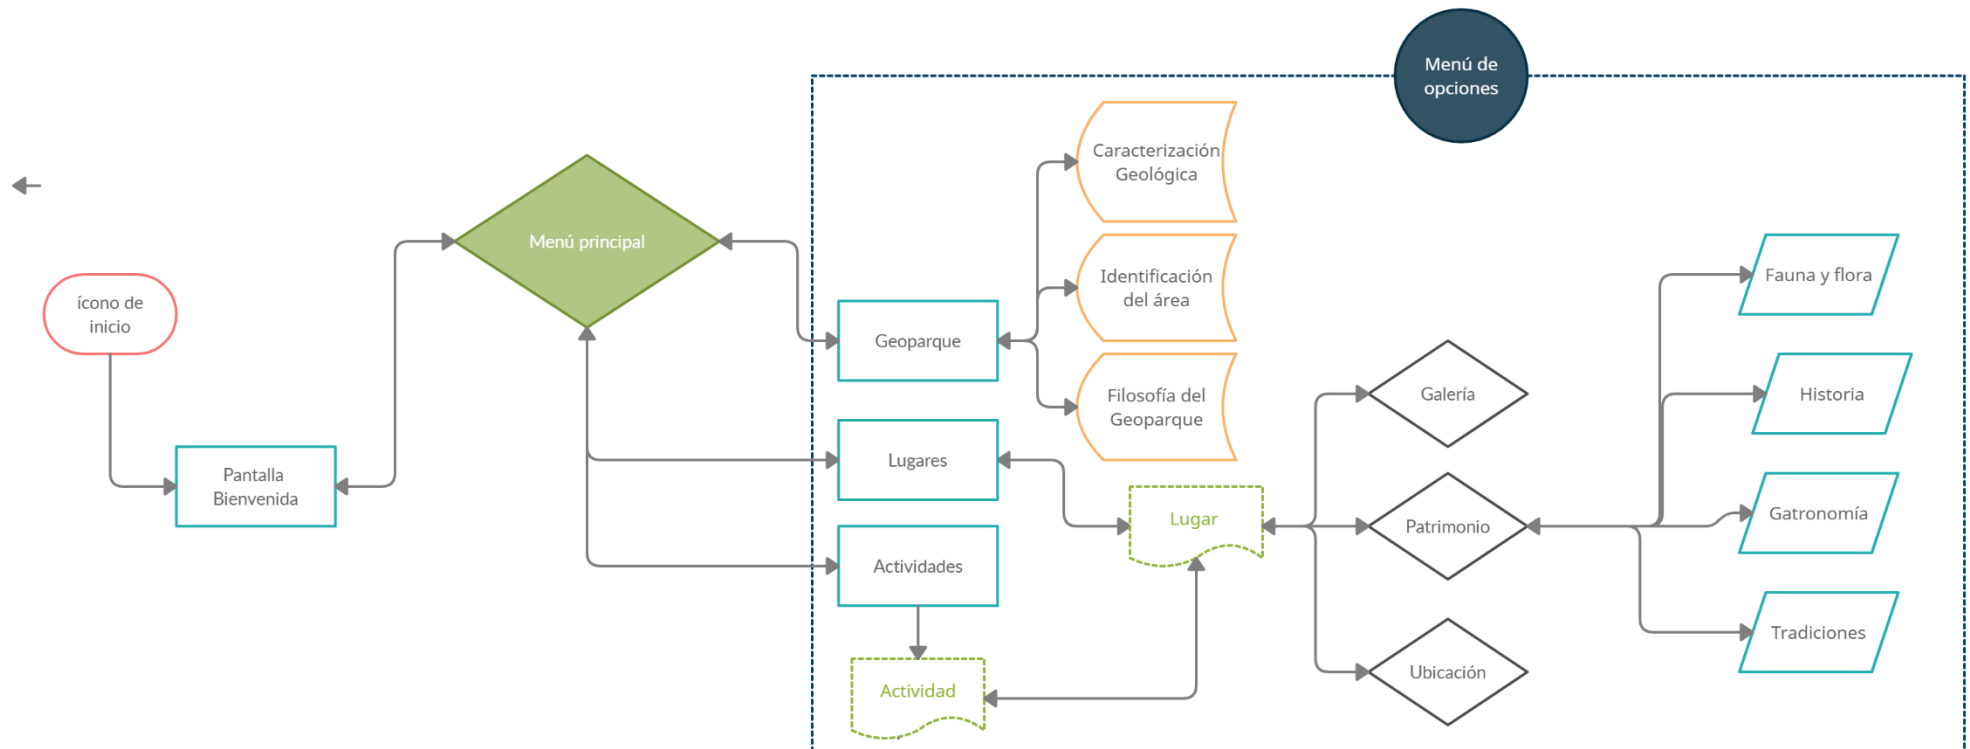 Menú de
opciones
Caracterización
Geológica
Menú principal
Identificación
del área
Fauna y flora
ícono de
inicio
Geoparque
Filosofía del
Geoparque
Galería
Historia
Lugares
Pantalla
Bienvenida
Lugar
Patrimonio
Gatronomía
Actividades
Tradiciones
Ubicación
Actividad